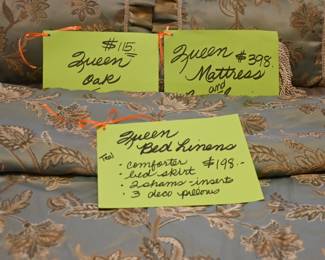 $115
Queen
Oak
$398.
Queen
Mattress
and
Queen
Bed Linens
Teal
• comforter $198.-
• bed skirt
• 2 shams - inserts
• 3 deco pillows